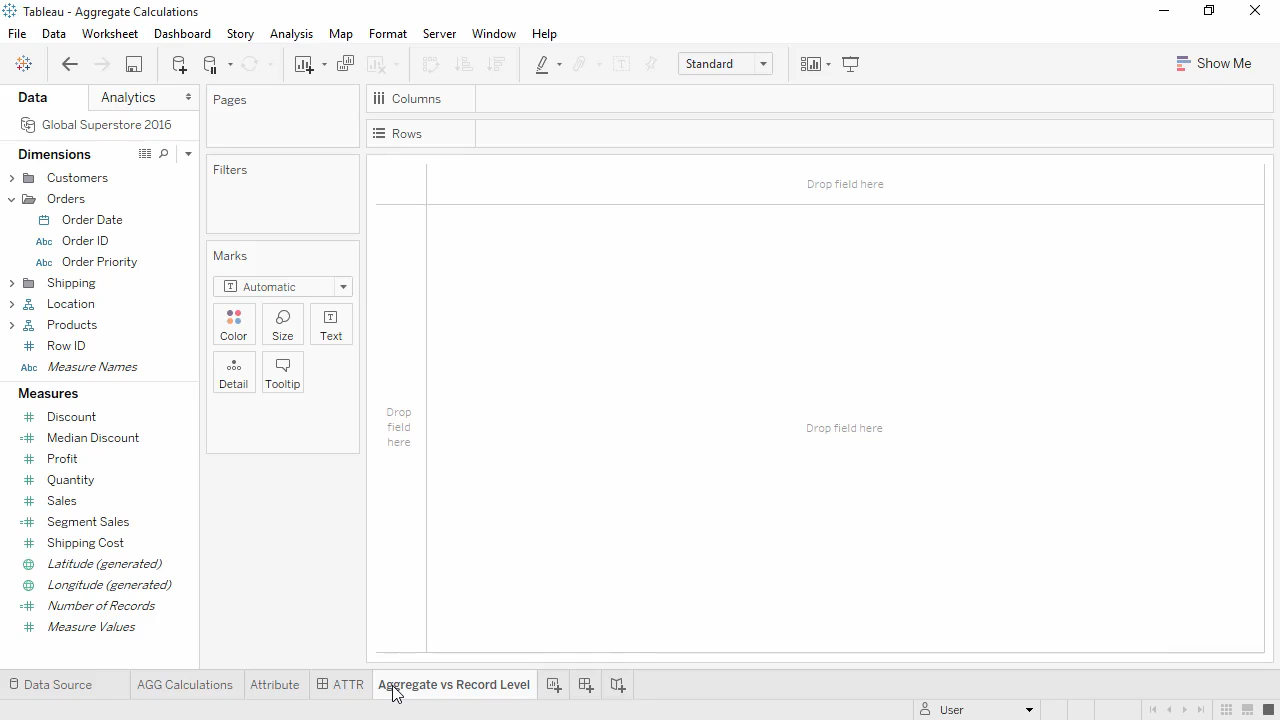 Tableau - Aggregate Calculations
File Data Worksheet Dashboard Story Analysis Map Format Server Window Help
Standard
Show Me
Data
Analytics
Global Superstore 2016
Dimensions
Customers
Orders
Order Date
Abc Order ID
Abc Order Priority
Shipping
Location
Products
# Row ID
Abc Measure Names
Measures
# Discount
=# Median Discount
# Profit
# Quantity
# Sales
=# Segment Sales
# Shipping Cost
Latitude (generated)
Longitude (generated)
=# Number of Records
# Measure Values
Pages
Filters
Marks
T Automatic
Color
Size
T Text
Detail
Tooltip
Columns
Rows
Drop field here
Drop
field
here
Drop field here
Data Source
AGG Calculations
Attribute
ATTR
Aggregate vs Record Level
User